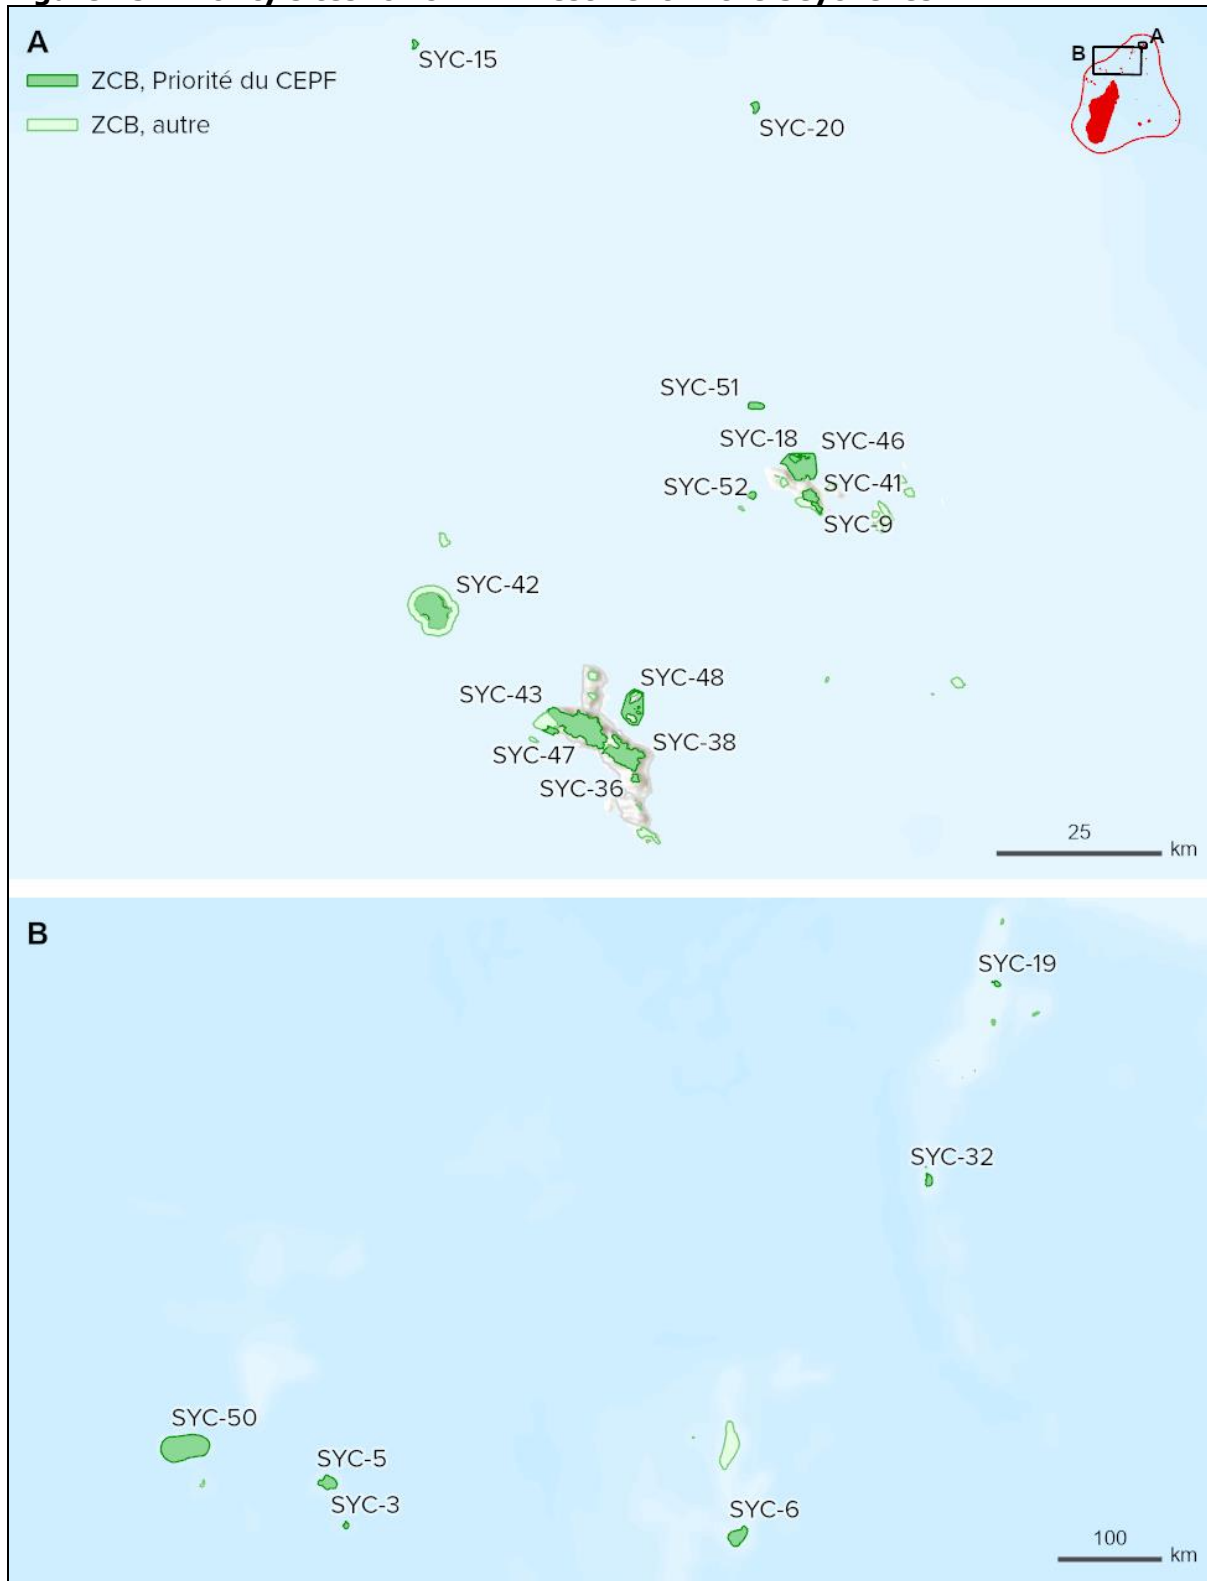 A
ZCB, Priorité du CEPF
ZCB, autre
B
A
SYC-15
SYC-20
SYC-51
SYC-18
SYC-46
SYC-52
SYC-41
SYC-9
SYC-42
SYC-48
SYC-43
SYC-38
SYC-47
SYC-36
25
km
B
SYC-19
SYC-32
SYC-50
SYC-5
SYC-3
SYC-6
100
km